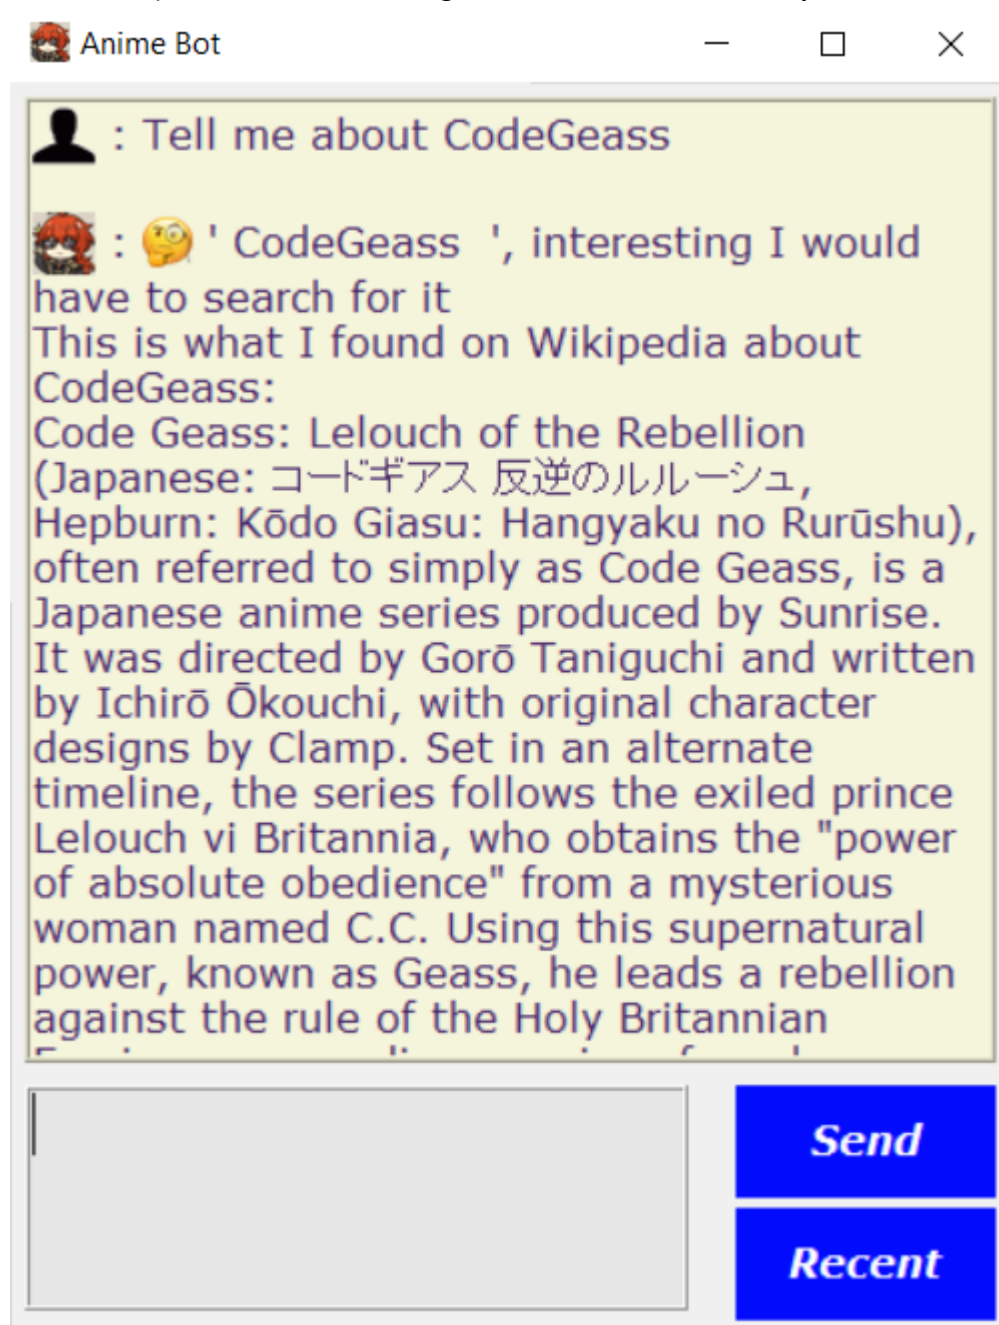 Anime Bot
: Tell me about CodeGeass
: ' CodeGeass  ', interesting I would
have to search for it
This is what I found on Wikipedia about
CodeGeass:
Code Geass: Lelouch of the Rebellion
(Japanese: コードギアス 反逆のルルーシュ,
Hepburn: Kōdo Giasu: Hangyaku no Rurūshu),
often referred to simply as Code Geass, is a
Japanese anime series produced by Sunrise.
It was directed by Gorō Taniguchi and written
by Ichirō Ōkouchi, with original character
designs by Clamp. Set in an alternate
timeline, the series follows the exiled prince
Lelouch vi Britannia, who obtains the "power
of absolute obedience" from a mysterious
woman named C.C. Using this supernatural
power, known as Geass, he leads a rebellion
against the rule of the Holy Britannian
Send
Recent